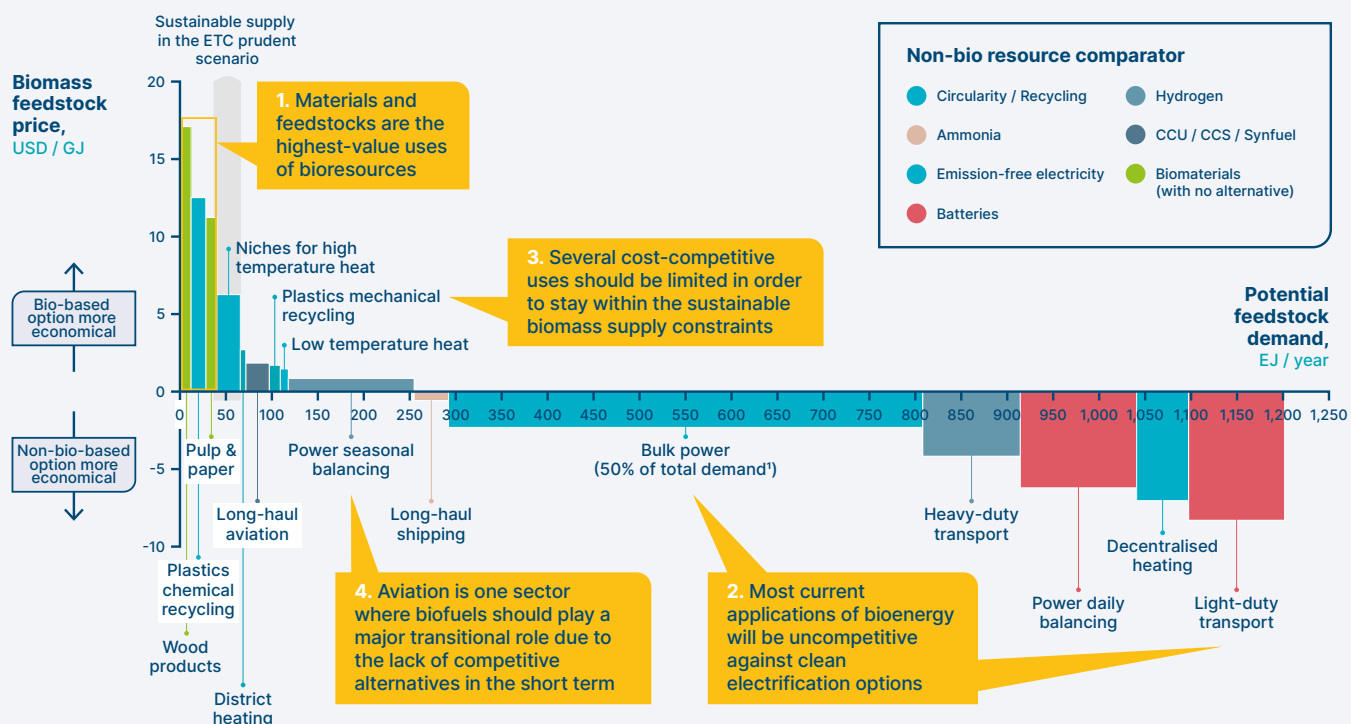 Sustainable supply
in the ETC prudent
scenario
Biomass
feedstock
price,
USD / GJ
20
15
10
5
0
-5
-10
Bio-based
option more
economical
Non-bio-based
option more
economical
1. Materials and
feedstocks are the
highest-value uses
of bioresources
Non-bio resource comparator
Circularity / Recycling
Hydrogen
Ammonia
CCU / CCS / Synfuel
Emission-free electricity
Biomaterials
(with no alternative)
Batteries
Niches for high
temperature heat
Plastics mechanical
recycling
Low temperature heat
3. Several cost-competitive
uses should be limited in order
to stay within the sustainable
biomass supply constraints
Potential
feedstock
demand,
EJ / year
0 50 100 150 200 250 300 350 400 450 500 550 600 650 700 750 800 850 900 950 1,000 1,050 1,100 1,150 1,200 1,250
Pulp &
paper
Power seasonal
balancing
Bulk power
(50% of total demand¹)
Long-haul
aviation
Long-haul
shipping
Heavy-duty
transport
Decentralised
heating
Plastics
chemical
recycling
Power daily
balancing
Light-duty
transport
Wood
products
District
heating
4. Aviation is one sector
where biofuels should play a
major transitional role due to
the lack of competitive
alternatives in the short term
2. Most current
applications of bioenergy
will be uncompetitive
against clean
electrification options